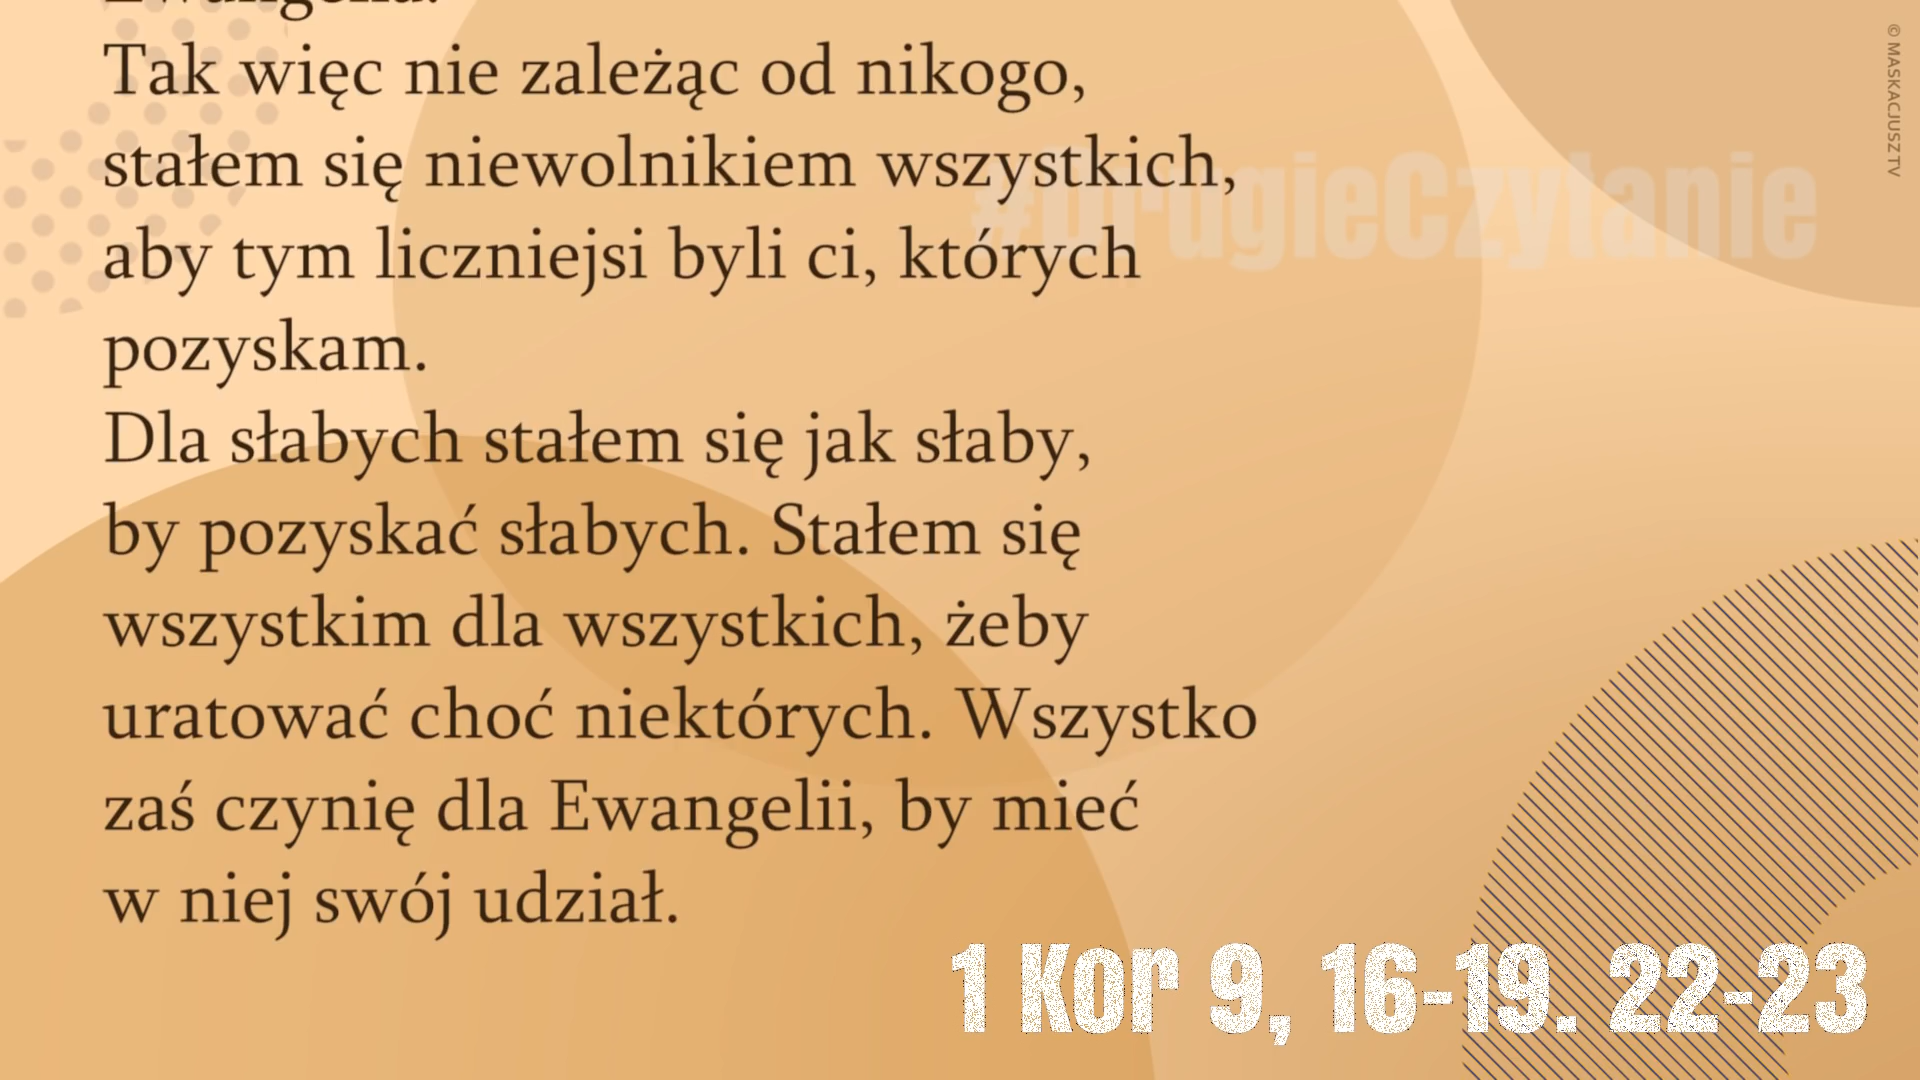 Tak więc nie zależąc od nikogo,
stałem się niewolnikiem wszystkich,
aby tym liczniejsi byli ci, których
pozyskam.
Dla słabych stałem się jak słaby,
by pozyskać słabych. Stałem się
wszystkim dla wszystkich, żeby
uratować choć niektórych. Wszystko
zaś czynię dla Ewangelii, by mieć
w niej swój udział.
#DrugieCzytanie
1 Kor 9, 16-19. 22-23
© MASKACJUSZ TV